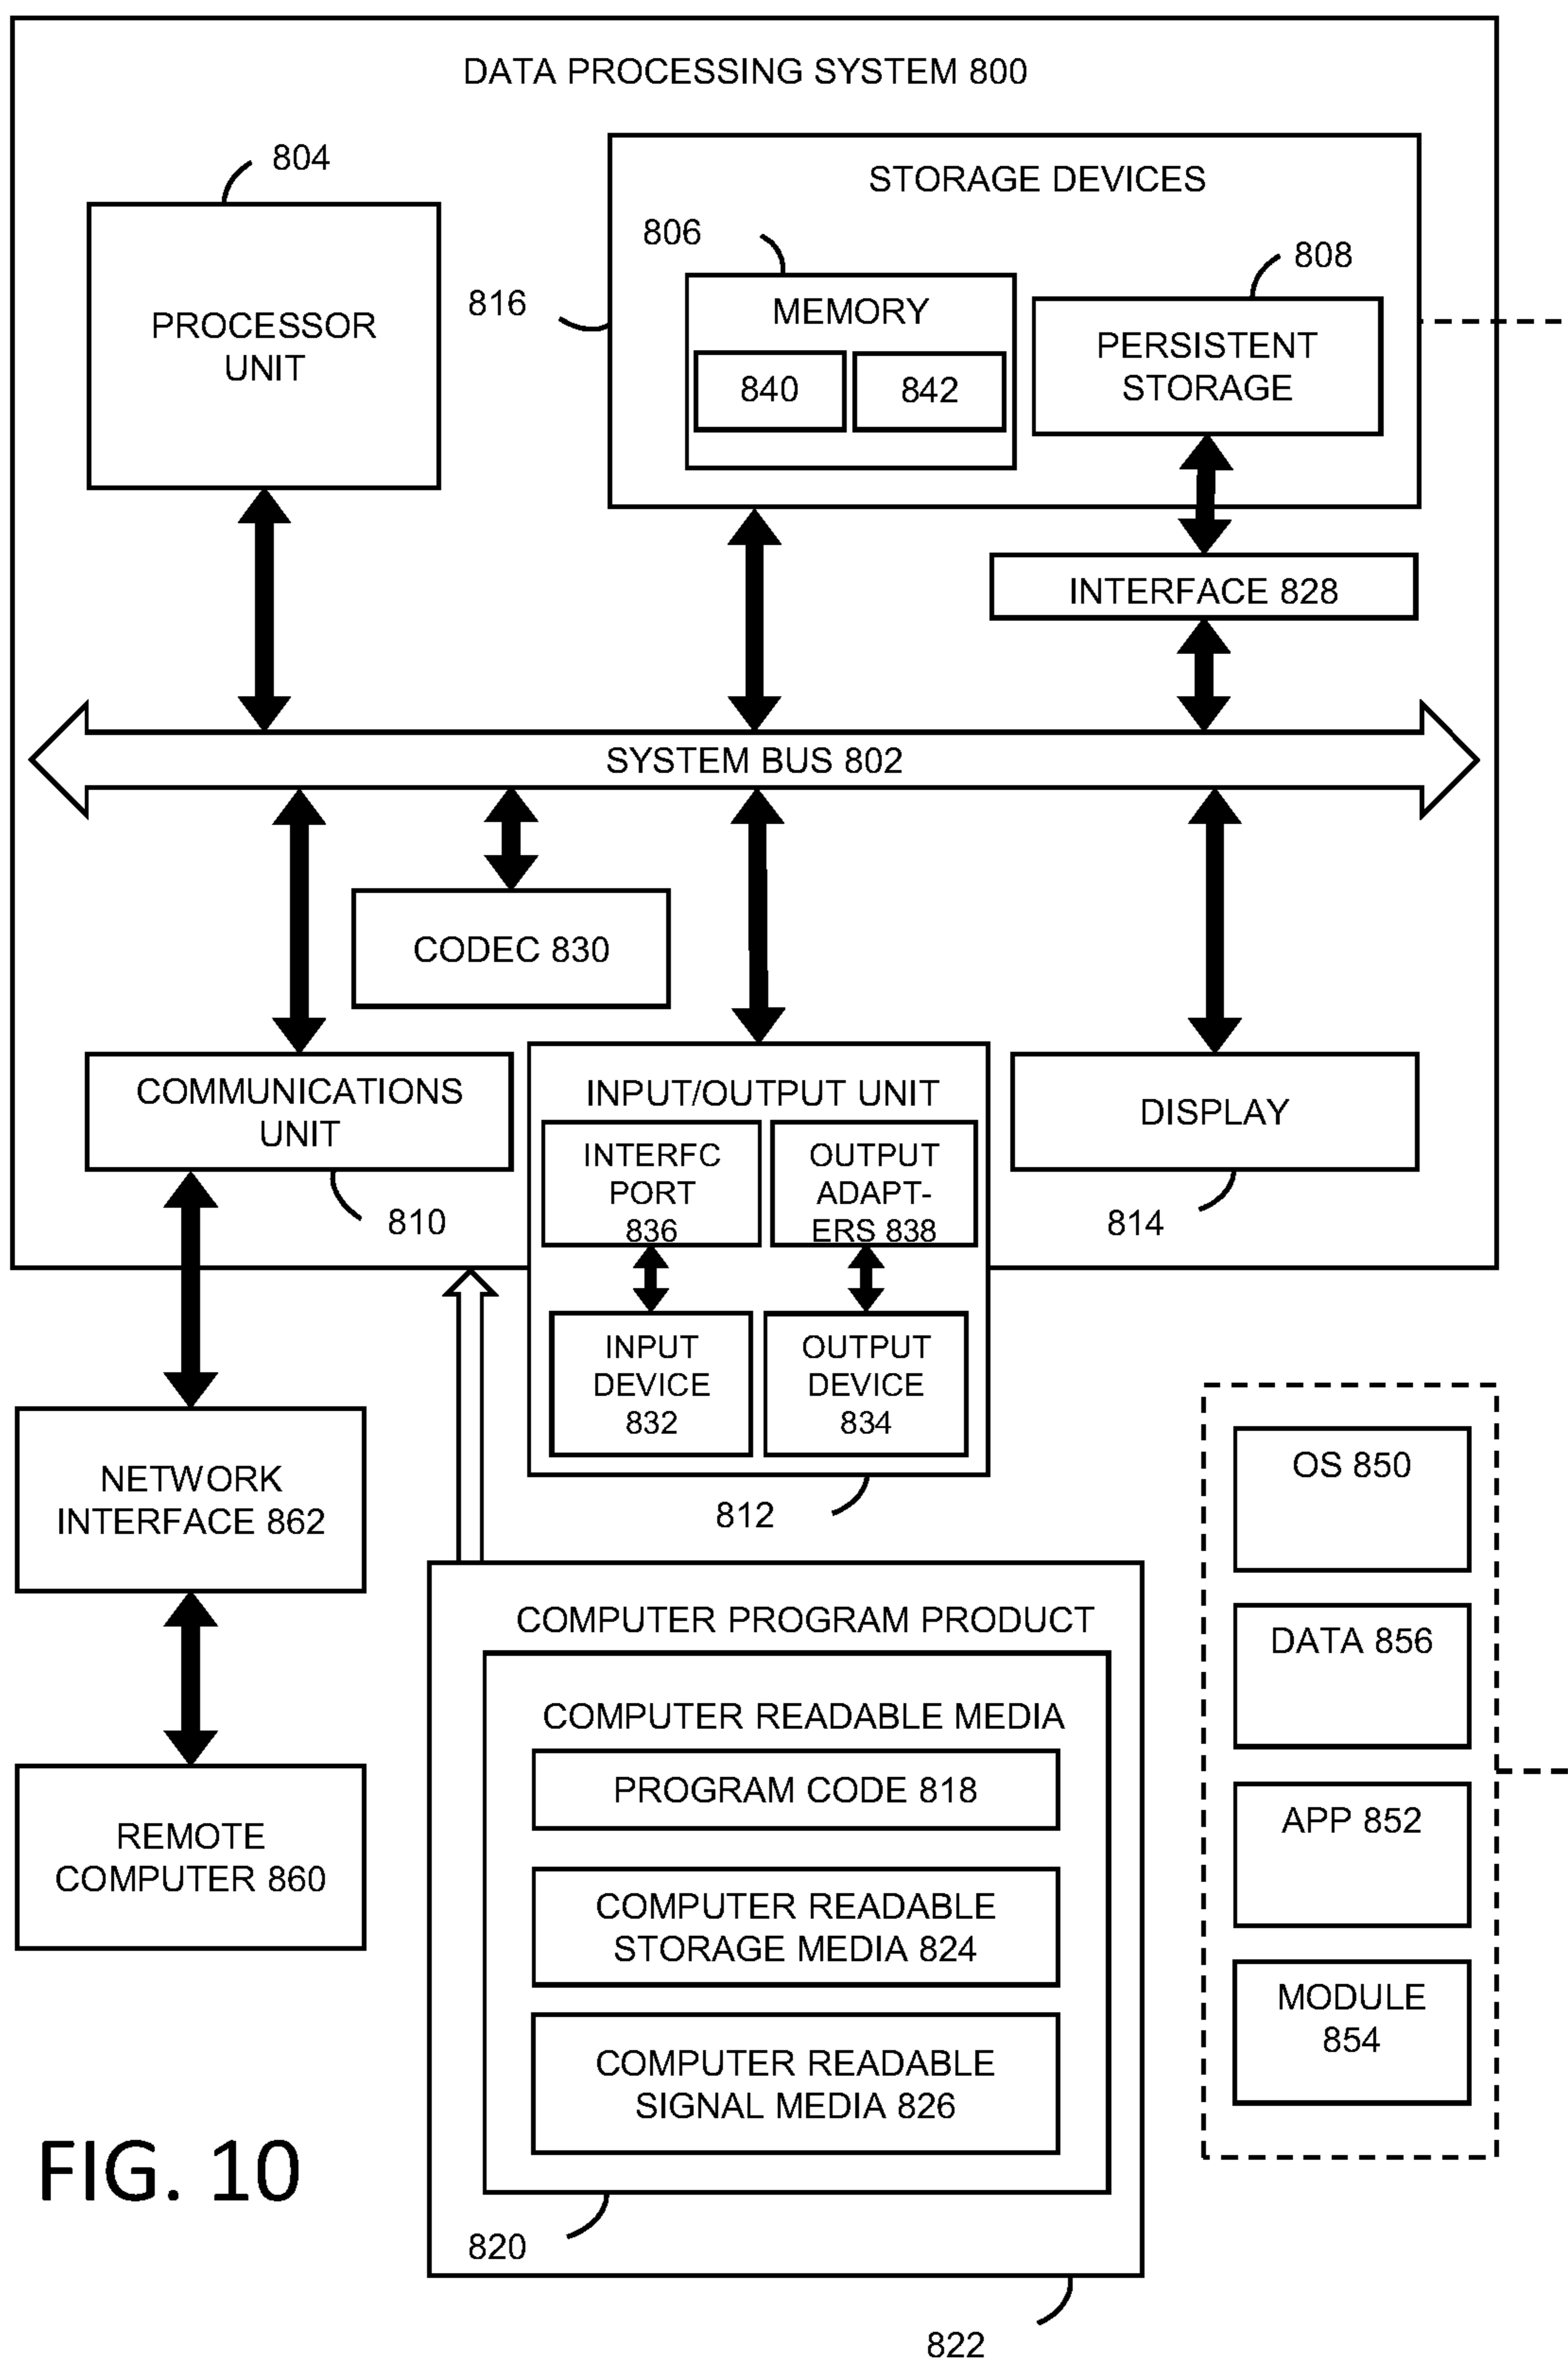 DATA PROCESSING SYSTEM 800
804
STORAGE DEVICES
806
808
816
MEMORY
840
842
PERSISTENT
STORAGE
PROCESSOR
UNIT
INTERFACE 828
SYSTEM BUS 802
CODEC 830
COMMUNICATIONS
UNIT
810
INPUT/OUTPUT UNIT
INTERFC
PORT
836
OUTPUT
ADAPT-
ERS 838
INPUT
DEVICE
832
OUTPUT
DEVICE
834
812
DISPLAY
814
NETWORK
INTERFACE 862
REMOTE
COMPUTER 860
COMPUTER PROGRAM PRODUCT
COMPUTER READABLE MEDIA
PROGRAM CODE 818
COMPUTER READABLE
STORAGE MEDIA 824
COMPUTER READABLE
SIGNAL MEDIA 826
820
822
OS 850
DATA 856
APP 852
MODULE
854
FIG. 10